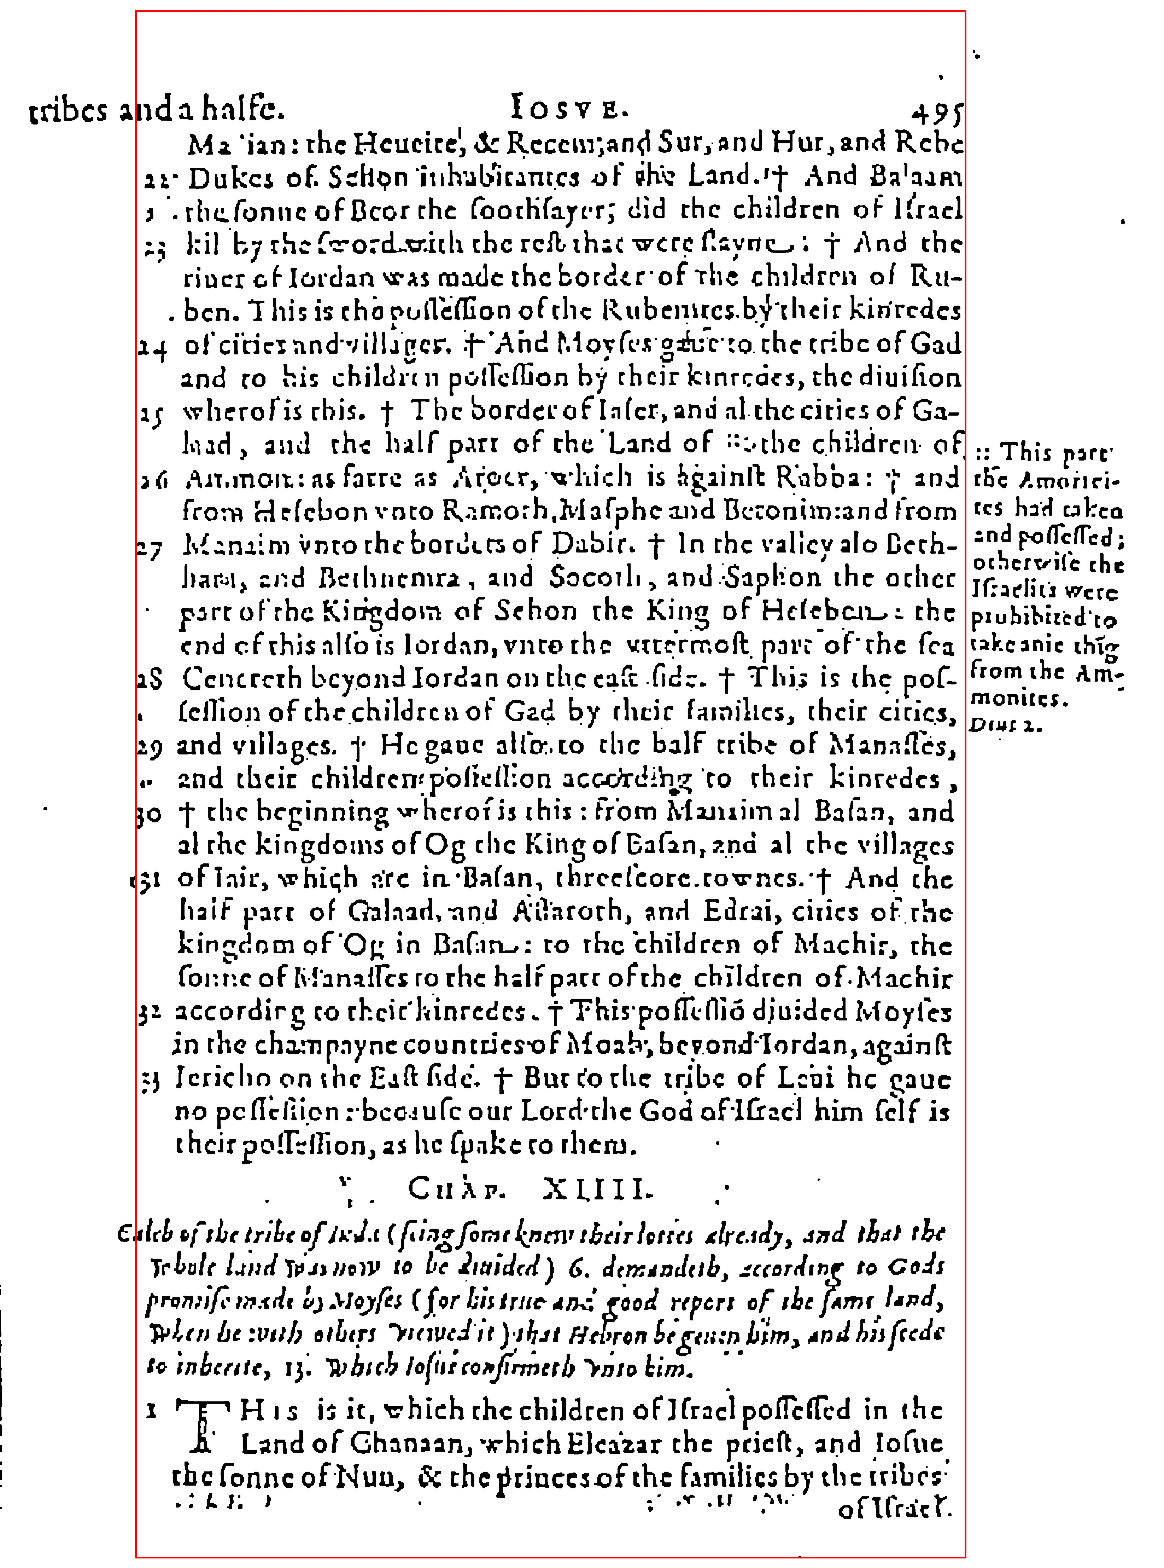 tribes and a halfe. IOSVE. 495
Madian: the Heueite, & Recem, and Sur, and Hur, and Rebe
22 Dukes of Sehon inhabitantes of the Land. † And Balaam
the ſonne of Beor the ſoothſayer, did the children of Iſrael
23 kil by the ſword with the reſt that were ſlayne: † And the
riuer of Iordan was made the border of the children of Ru-
ben. This is the poſſeſſion of the Rubenites by their kinredes
24 of cities and villages. † And Moyſes gaue to the tribe of Gad
and to his children poſſeſſion by their kinredes, the diuiſion
25 wherof is this. † The border of Iaſer, and al the cities of Ga-
laad, and the half part of the Land of :: the children of
26 Ammon: as farre as Aroer, which is againſt Rabba: † and
from Heſebon vnto Ramoth, Maſphe and Betonim: and from
27 Manaim vnto the borders of Dabir. † In the valley alſo Beth-
haram, and Bethnemra, and Socoth, and Saphon the other
part of the Kingdom of Sehon the King of Heſebon: the
end of this alſo is Iordan, vnto the vttermoſt part of the ſea
28 Cenereth beyond Iordan on the eaſt ſide. † This is the poſ-
ſeſſion of the children of Gad by their families, their cities,
29 and villages. † He gaue alſo to the half tribe of Manaſſes,
and their children poſſeſſion according to their kinredes,
30 † the beginning wherof is this: from Manaim al Baſan, and
al the kingdoms of Og the King of Baſan, and al the villages
31 of Iair, which are in Baſan, threeſcore townes. † And the
half part of Galaad, and Aſtaroth, and Edrai, cities of the
kingdom of Og in Baſan: to the children of Machir, the
ſonne of Manaſſes to the half part of the children of Machir
32 according to their kinredes. † This poſſeſſiō diuided Moyſes
in the champayne countries of Moab, beyond Iordan, againſt
33 Iericho on the Eaſt ſide. † But to the tribe of Leui he gaue
no poſſeſſion: becauſe our Lord the God of Iſrael him ſelf is
their poſſeſſion, as he ſpake to them.
:: This part
the Amorrei-
tes had taken
and poſſeſſed;
otherwiſe the
Iſraelits were
prohibited to
take anie thīg
from the Am-
monites.
Deut 2.
CHAP. XIIII.
Caleb of the tribe of Iuda (ſeing ſome knew their lottes already, and that the
whole land was now to be diuided) 6. demandeth, according to Gods
promiſe made by Moyſes (for his true and good report of the ſame land,
when he with others viewed it) that Hebron be geuen him, and his ſeede
to inherite, 13. which Ioſue confirmeth vnto him.
1 THIS is it, which the children of Iſrael poſſeſſed in the
Land of Chanaan, which Eleazar the prieſt, and Ioſue
the ſonne of Nun, & the princes of the families by the tribes
of Iſrael.